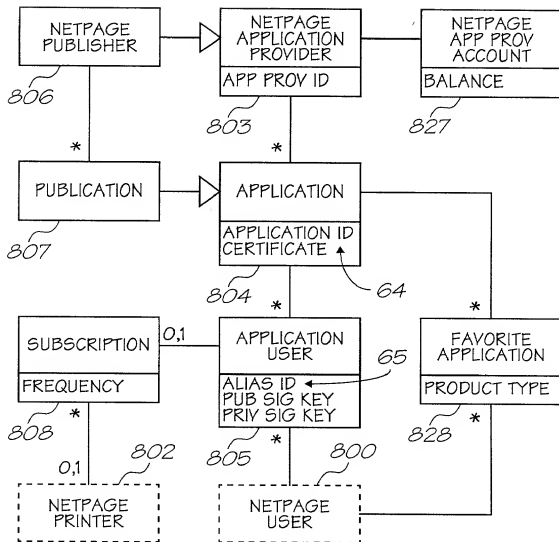 NETPAGE
PUBLISHER
NETPAGE
APPLICATION
PROVIDER
APP PROV ID
NETPAGE
APP PROV
ACCOUNT
BALANCE
806
803
827
*
*
PUBLICATION
APPLICATION
APPLICATION ID
CERTIFICATE
807
804
64
*
*
SUBSCRIPTION
0,1
APPLICATION
USER
65
FAVORITE
APPLICATION
FREQUENCY
ALIAS ID
PUB SIG KEY
PRIV SIG KEY
PRODUCT TYPE
808
*
805
*
828
*
802
800
0,1
NETPAGE
PRINTER
NETPAGE
USER